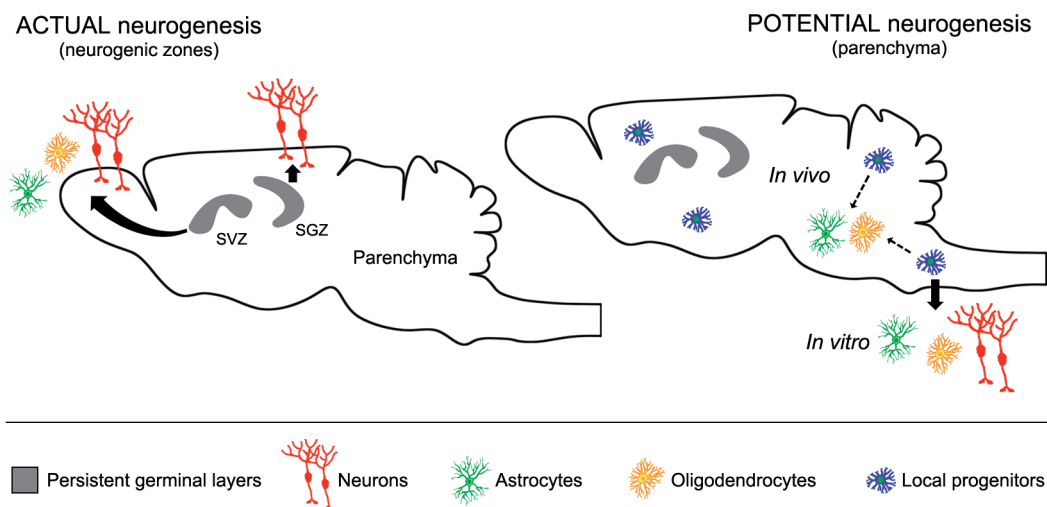 ACTUAL neurogenesis
(neurogenic zones)
POTENTIAL neurogenesis
(parenchyma)
SVZ
SGZ
Parenchyma
In vivo
In vitro
Persistent germinal layers
Neurons
Astrocytes
Oligodendrocytes
Local progenitors